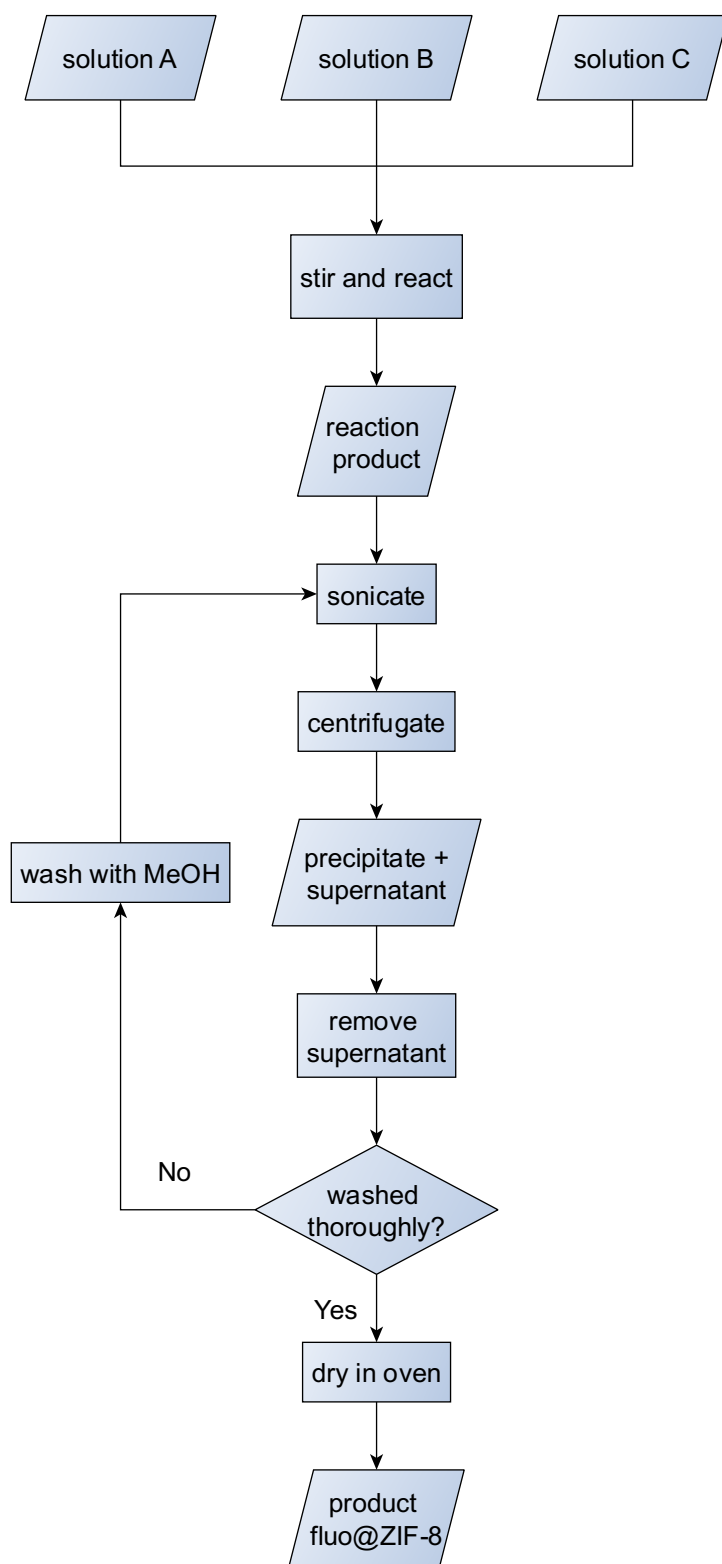 solution A
solution B
solution C
stir and react
reaction
product
sonicate
centrifugate
precipitate +
supernatant
wash with MeOH
remove
supernatant
No
washed
thoroughly?
Yes
dry in oven
product
fluo@ZIF-8